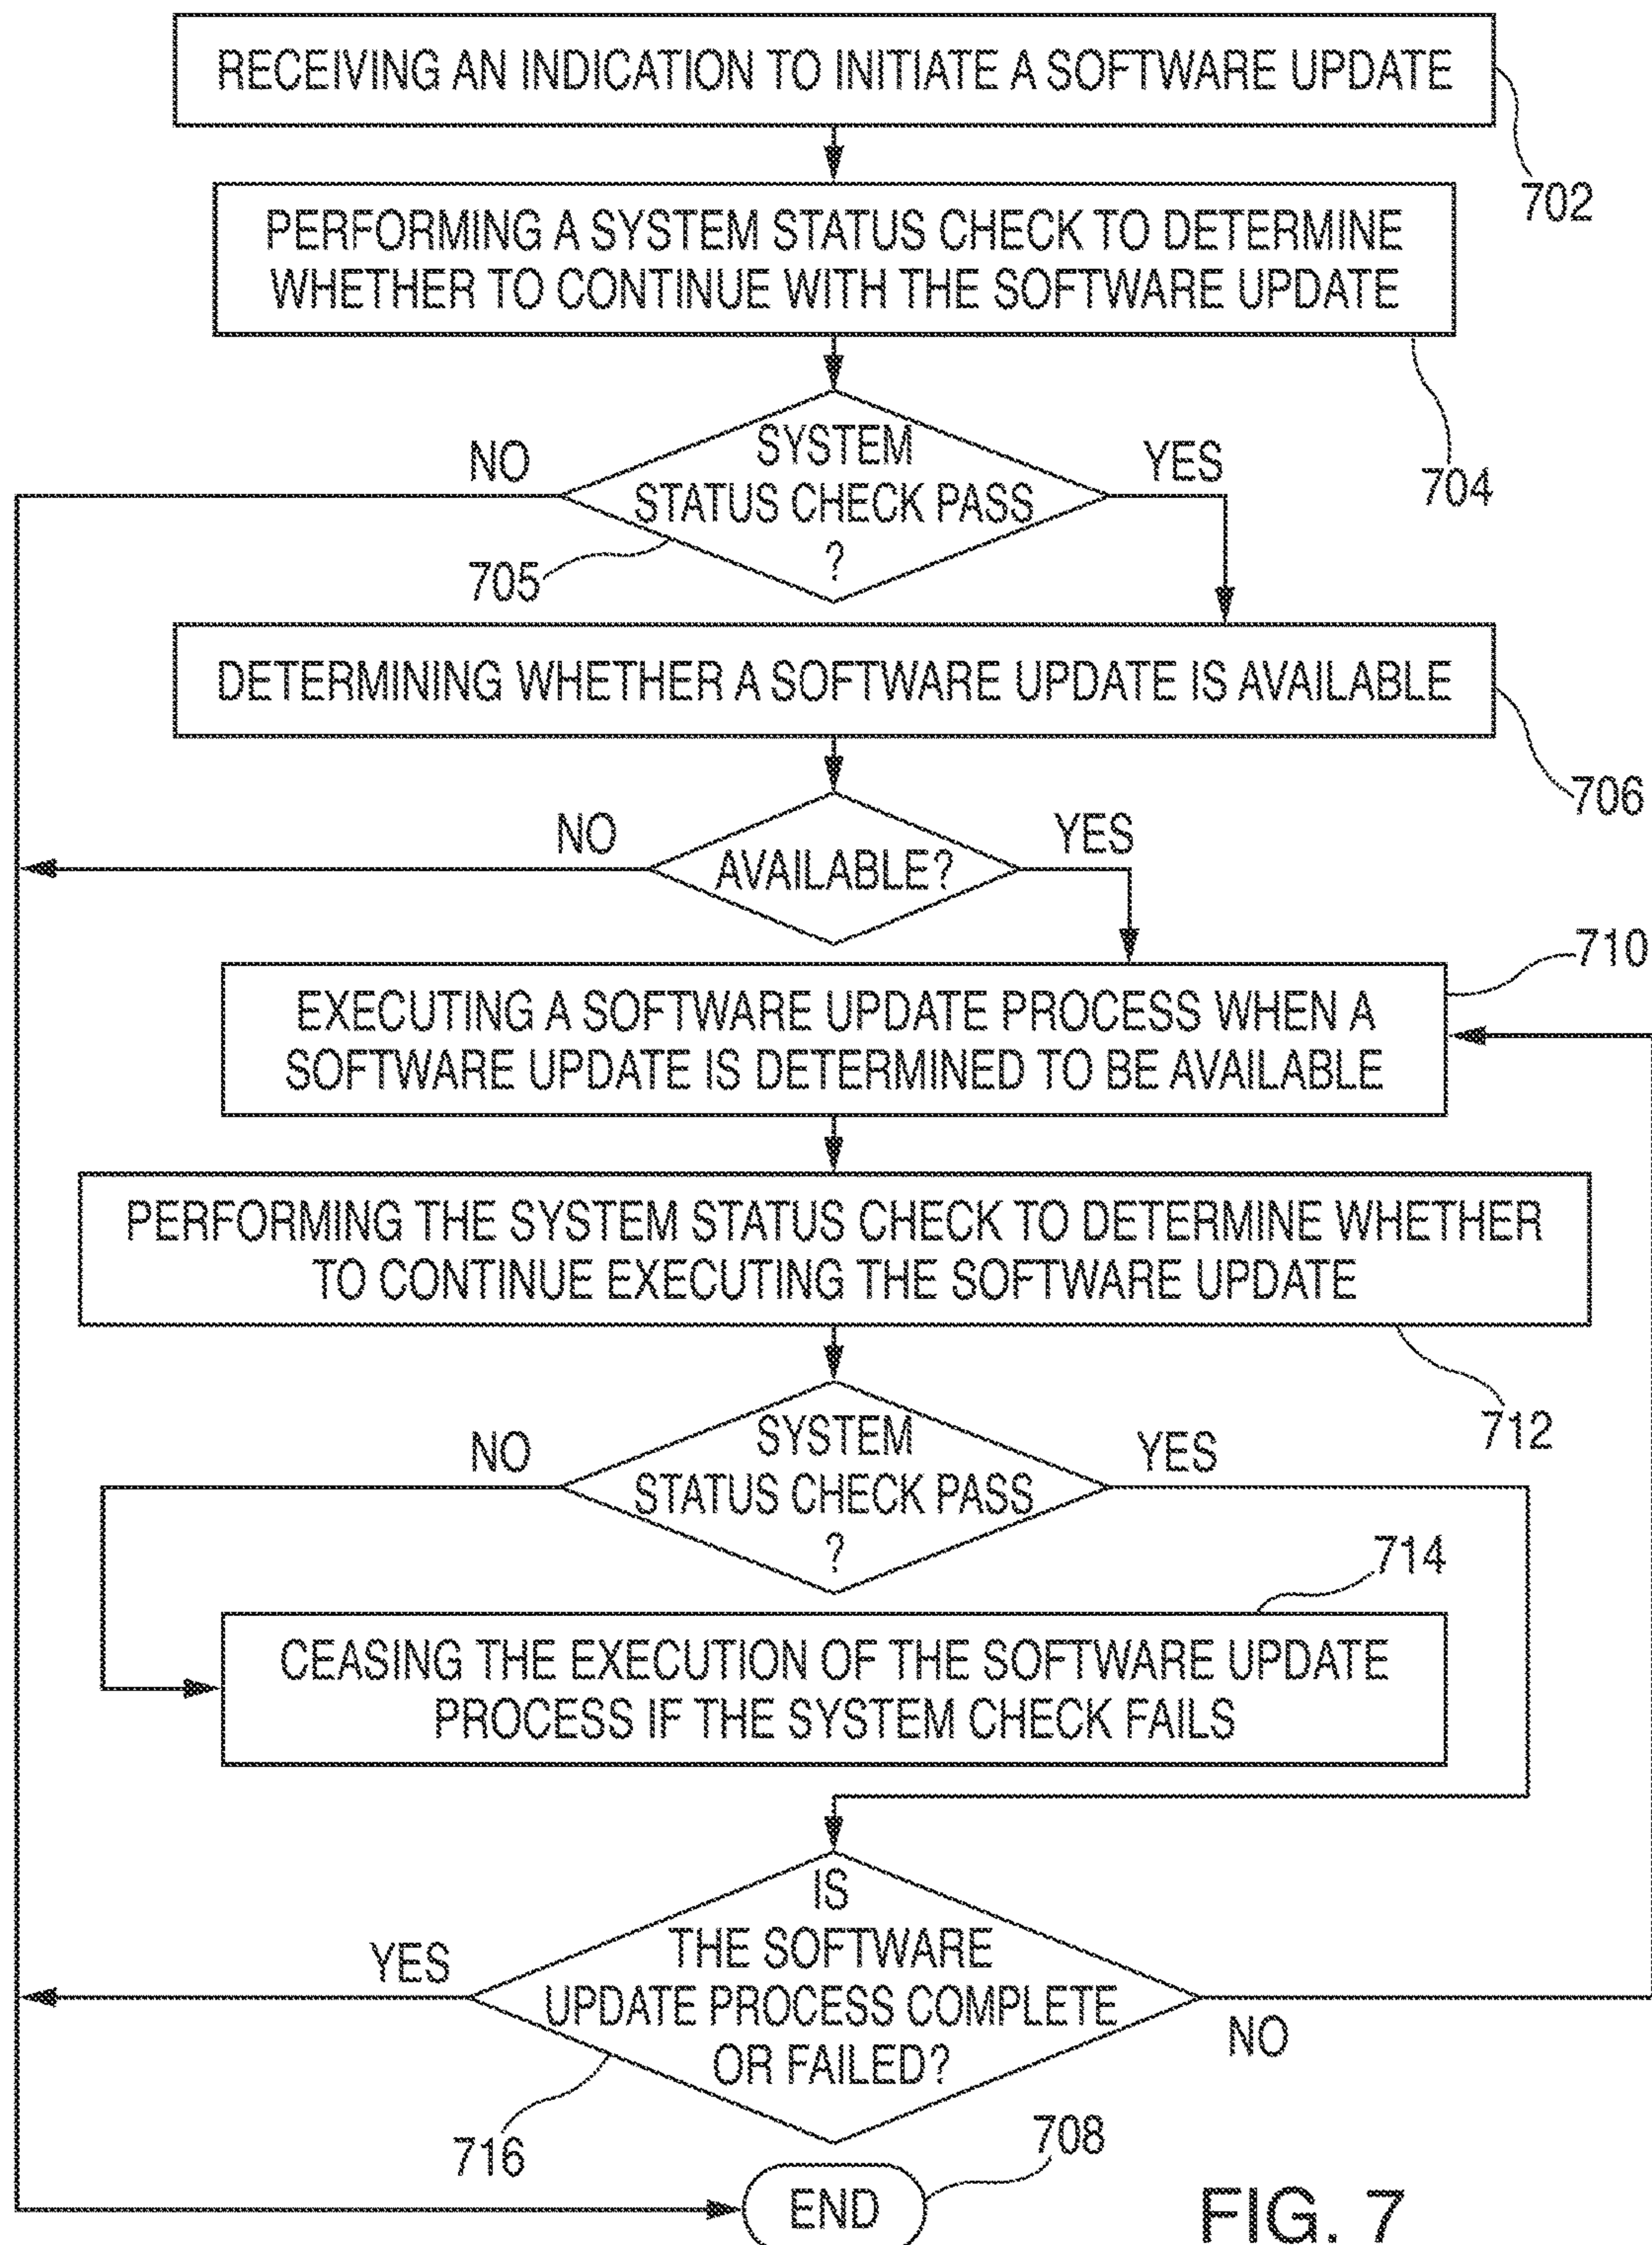 RECEIVING AN INDICATION TO INITIATE A SOFTWARE UPDATE
702
PERFORMING A SYSTEM STATUS CHECK TO DETERMINE
WHETHER TO CONTINUE WITH THE SOFTWARE UPDATE
704
NO
SYSTEM
STATUS CHECK PASS
?
YES
705
DETERMINING WHETHER A SOFTWARE UPDATE IS AVAILABLE
706
NO
AVAILABLE?
YES
710
EXECUTING A SOFTWARE UPDATE PROCESS WHEN A
SOFTWARE UPDATE IS DETERMINED TO BE AVAILABLE
PERFORMING THE SYSTEM STATUS CHECK TO DETERMINE WHETHER
TO CONTINUE EXECUTING THE SOFTWARE UPDATE
712
NO
SYSTEM
STATUS CHECK PASS
?
YES
714
CEASING THE EXECUTION OF THE SOFTWARE UPDATE
PROCESS IF THE SYSTEM CHECK FAILS
YES
IS
THE SOFTWARE
UPDATE PROCESS COMPLETE
OR FAILED?
NO
716
708
END
FIG. 7